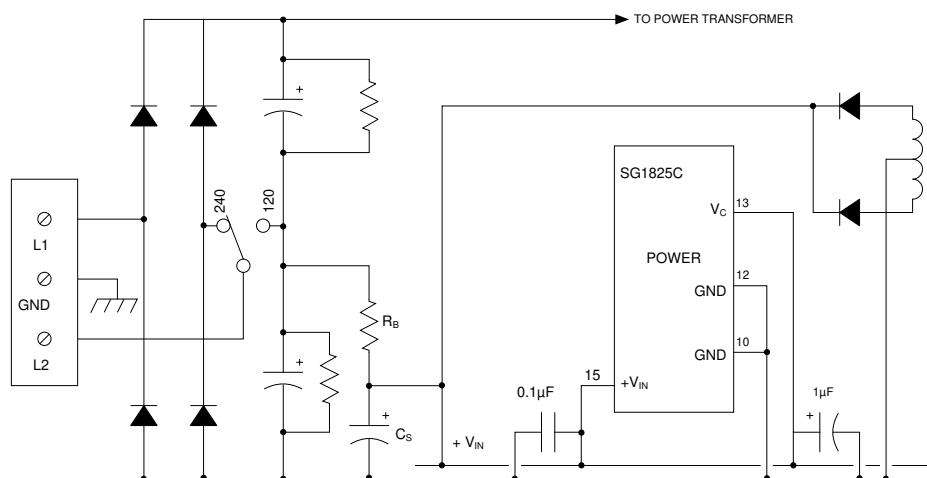 TO POWER TRANSFORMER
+
SG1825C
240
120
13
VC
L1
POWER
12
GND
GND
RB
10
GND
L2
+
15
+VIN
0.1µF
1µF
+
+
CS
+ VIN